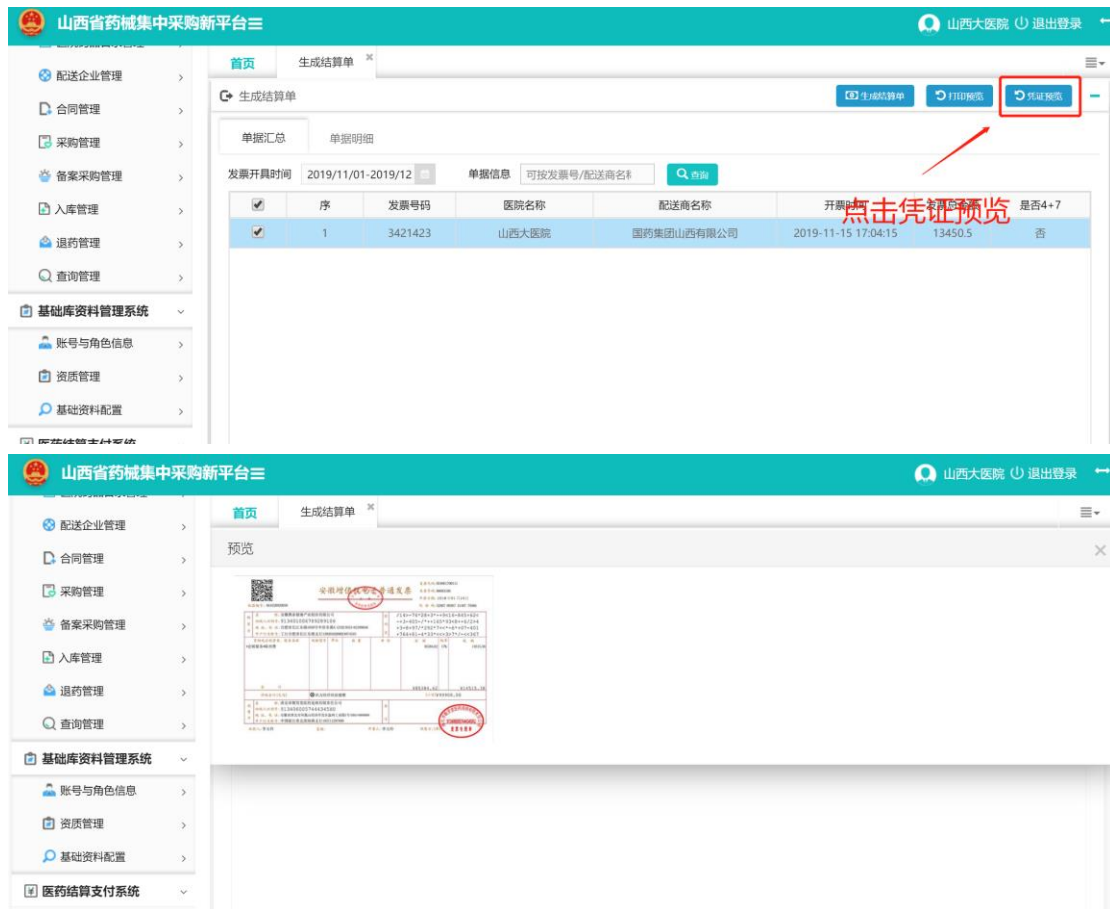 山西省药械集中采购新平台
山西大医院 退出登录
配送企业管理
合同管理
采购管理
备案采购管理
入库管理
退药管理
查询管理
基础库资料管理系统
账号与角色信息
资质管理
基础资料配置
首页 生成结算单
生成结算单
生成结算单 打印预览 凭证预览
单据汇总 单据明细
发票开具时间 2019/11/01-2019/12 单据信息 可按发票号/配送商名称 查询
序 发票号码 医院名称 配送商名称 开票时间 发票总金额 是否4+7
1 3421423 山西大医院 国药集团山西有限公司 2019-11-15 17:04:15 13450.5 否
点击凭证预览
山西省药械集中采购新平台
山西大医院 退出登录
配送企业管理
合同管理
采购管理
备案采购管理
入库管理
退药管理
查询管理
基础库资料管理系统
账号与角色信息
资质管理
基础资料配置
医药结算支付系统
首页 生成结算单
预览